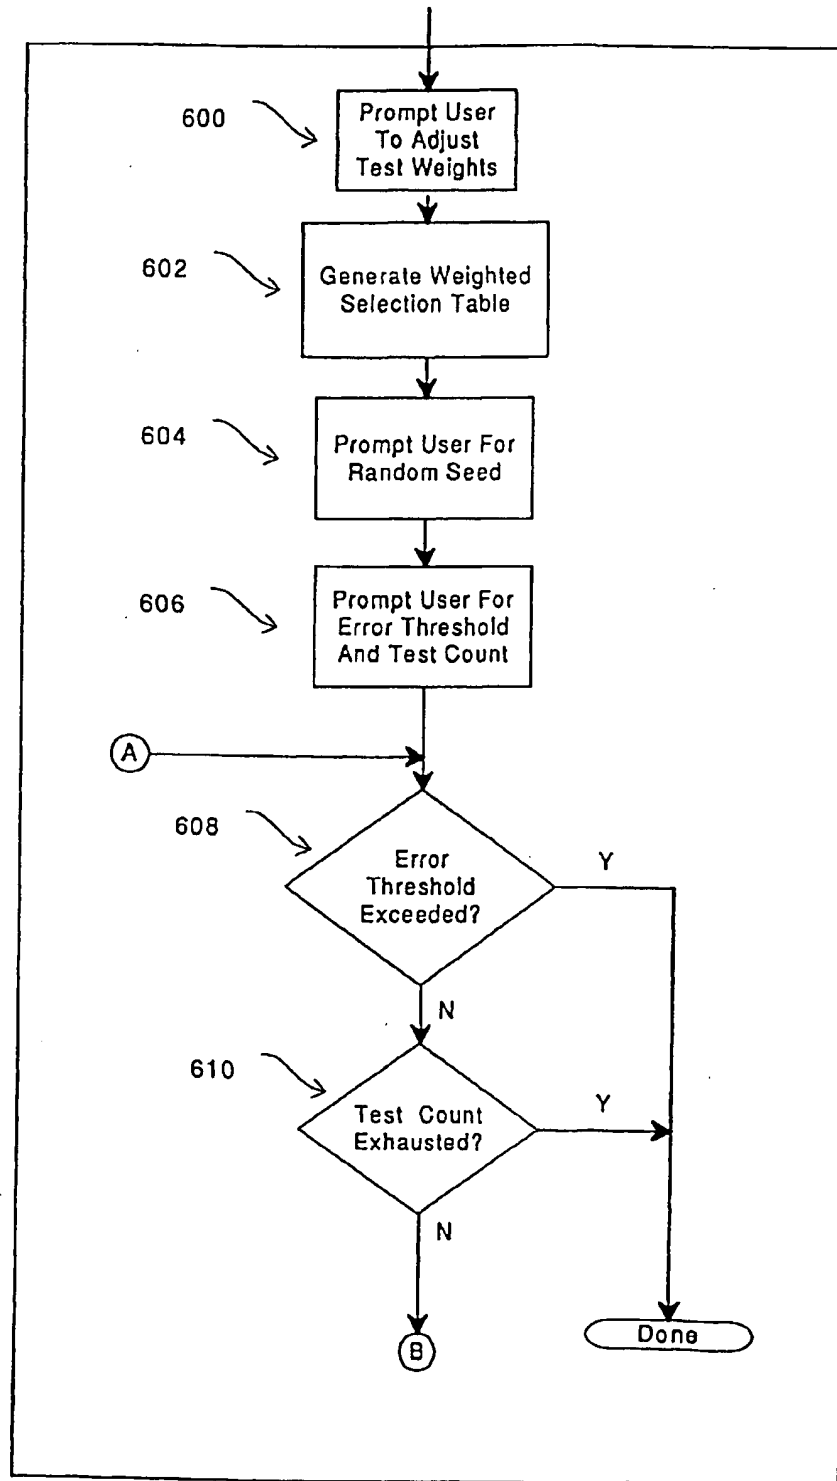 600
Prompt User
To Adjust
Test Weights
602
Generate Weighted
Selection Table
604
Prompt User For
Random Seed
606
Prompt User For
Error Threshold
And Test Count
A
608
Error
Threshold
Exceeded?
Y
N
610
Test Count
Exhausted?
Y
N
B
Done